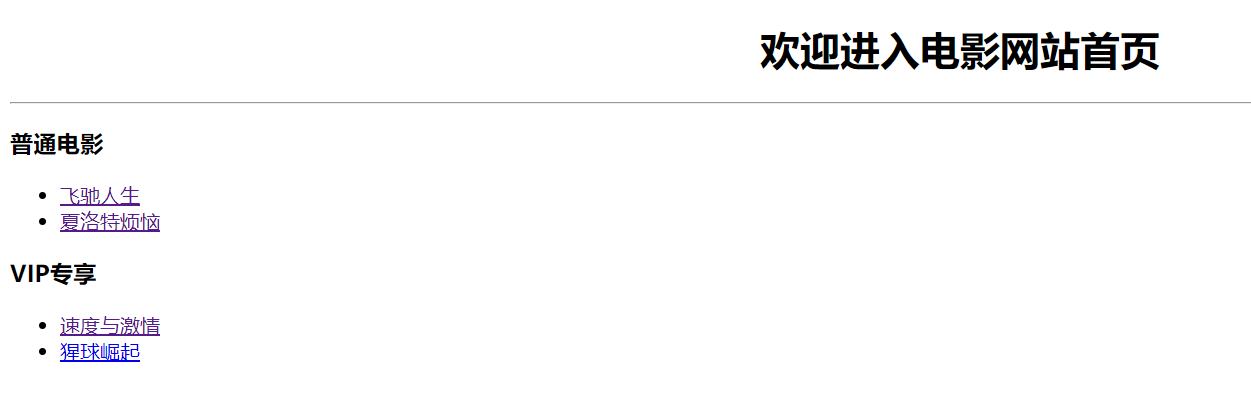 欢迎进入电影网站首页
普通电影
飞驰人生
夏洛特烦恼
VIP专享
速度与激情
猩球崛起